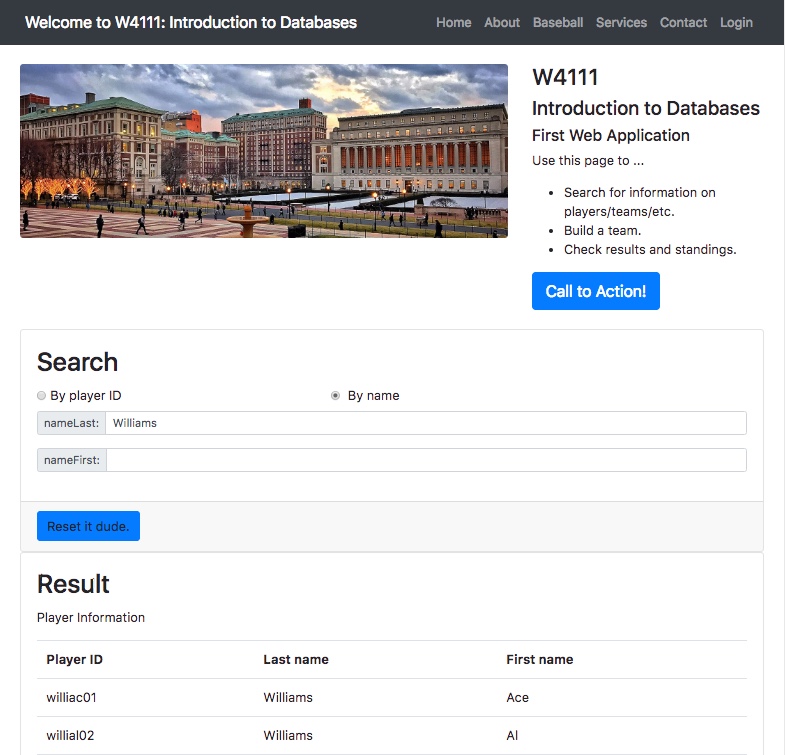 Welcome to W4111: Introduction to Databases Home About Baseball Services Contact Login
W4111
Introduction to Databases
First Web Application
Use this page to ...
Search for information on
players/teams/etc.
Build a team.
Check results and standings.
Call to Action!
Search
By player ID By name
nameLast: Williams
nameFirst:
Reset it dude.
Result
Player Information
Player ID Last name First name
williac01 Williams Ace
willial02 Williams Al